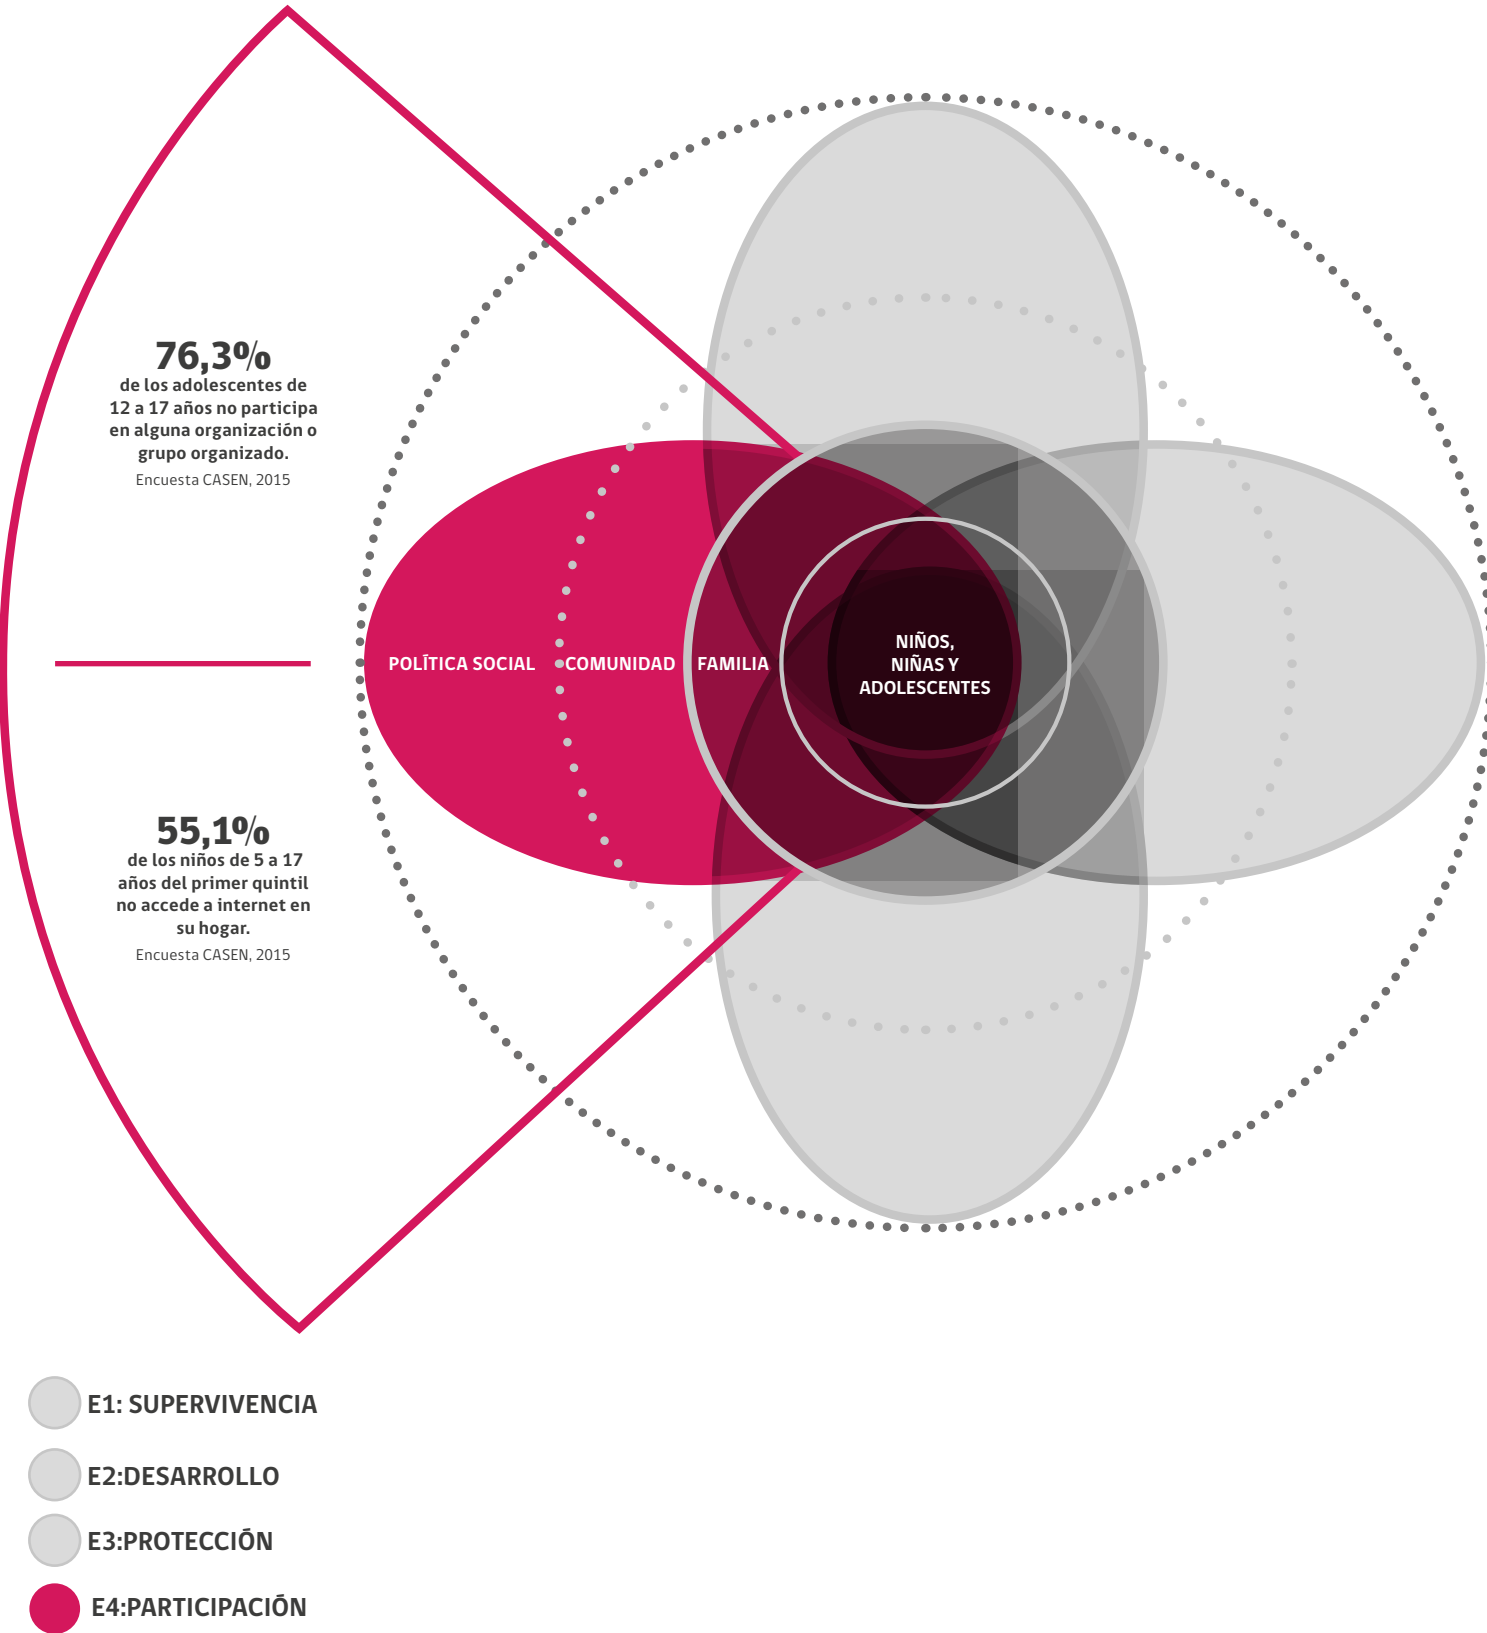 76,3%
de los adolescentes de
12 a 17 años no participa
en alguna organización o
grupo organizado.
Encuesta CASEN, 2015
POLÍTICA SOCIAL
COMUNIDAD
FAMILIA
NIÑOS,
NIÑAS Y
ADOLESCENTES
55,1%
de los niños de 5 a 17
años del primer quintil
no accede a internet en
su hogar.
Encuesta CASEN, 2015
E1: SUPERVIVENCIA
E2:DESARROLLO
E3:PROTECCIÓN
E4:PARTICIPACIÓN